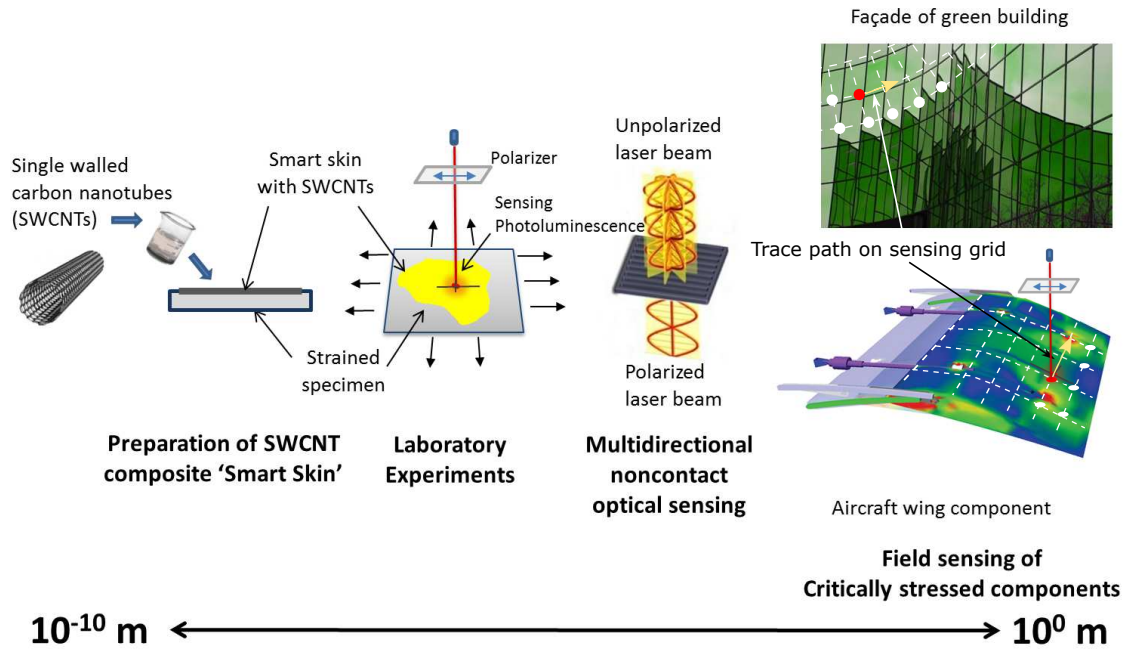 Façade of green building
Single walled
carbon nanotubes
(SWCNTs)
Smart skin
with SWCNTs
Polarizer
Sensing
Photoluminescence
Strained
specimen
Unpolarized
laser beam
Polarized
laser beam
Trace path on sensing grid
Preparation of SWCNT
composite ‘Smart Skin’
Laboratory
Experiments
Multidirectional
noncontact
optical sensing
Aircraft wing component
Field sensing of
Critically stressed components
10⁻¹⁰ m
10⁰ m